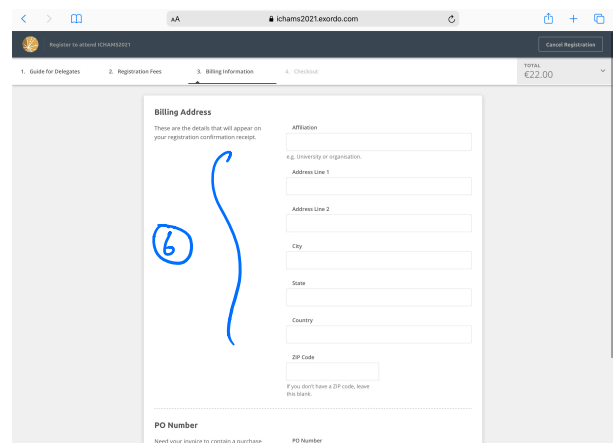 AA
ichams2021.exordo.com
Register to attend ICHAMS2021
Cancel Registration
1. Guide for Delegates
2. Registration Fees
3. Billing Information
4. Checkout
TOTAL
€22.00
Billing Address
These are the details that will appear on
your registration confirmation receipt.
6
Affiliation
e.g. University or organisation.
Address Line 1
Address Line 2
City
State
Country
ZIP Code
If you don't have a ZIP code, leave
this blank.
PO Number
Need your invoice to contain a purchase
PO Number